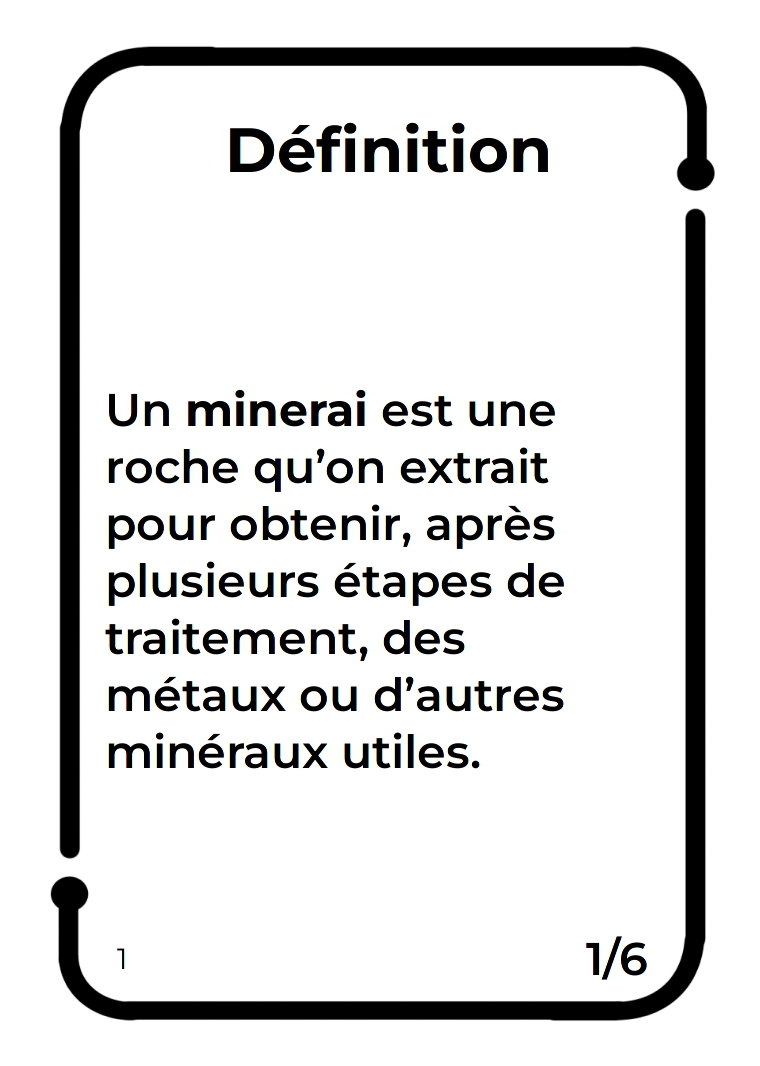 Définition
Un minerai est une
roche qu’on extrait
pour obtenir, après
plusieurs étapes de
traitement, des
métaux ou d’autres
minéraux utiles.
1
1/6